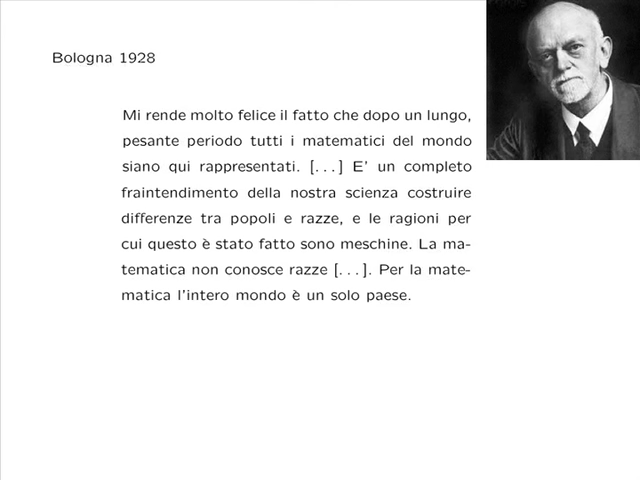 Bologna 1928
Mi rende molto felice il fatto che dopo un lungo,
pesante periodo tutti i matematici del mondo
siano qui rappresentati. [...] E' un completo
fraintendimento della nostra scienza costruire
differenze tra popoli e razze, e le ragioni per
cui questo è stato fatto sono meschine. La ma-
tematica non conosce razze [...]. Per la mate-
matica l'intero mondo è un solo paese.